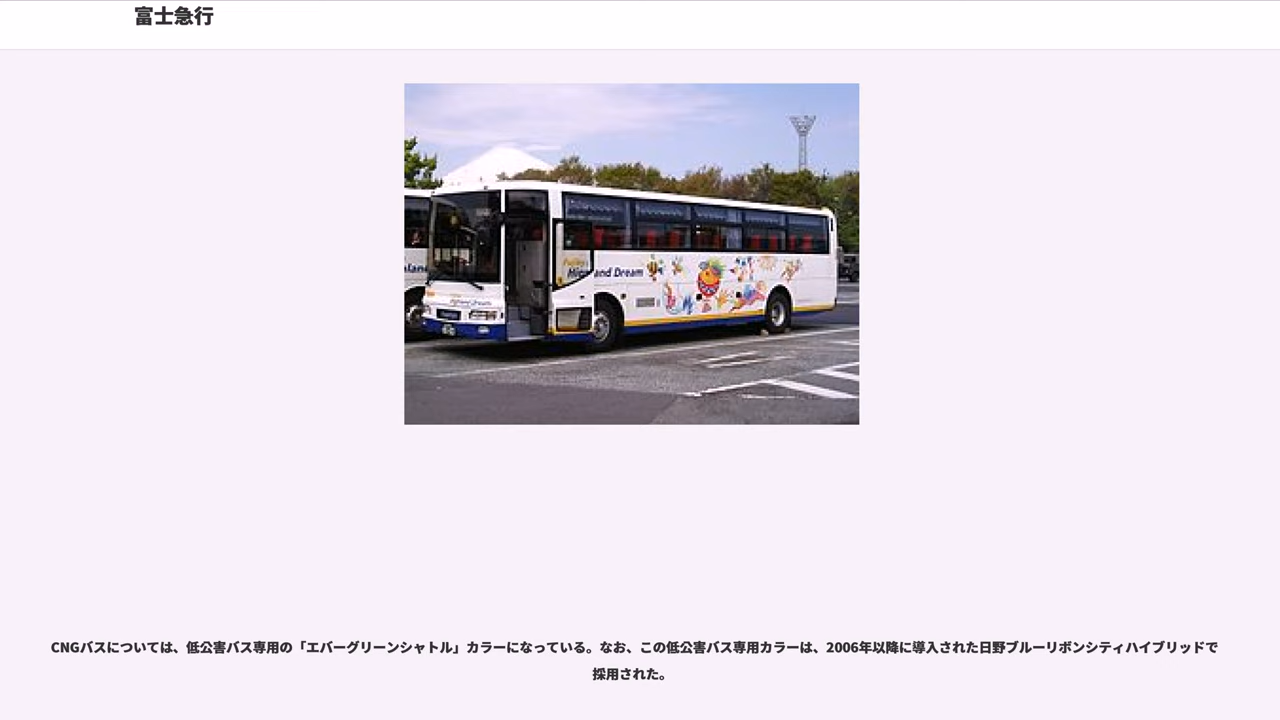 富士急行
Highland Dream
CNGバスについては、低公害バス専用の「エバーグリーンシャトル」カラーになっている。なお、この低公害バス専用カラーは、2006年以降に導入された日野ブルーリボンシティハイブリッドで
採用された。